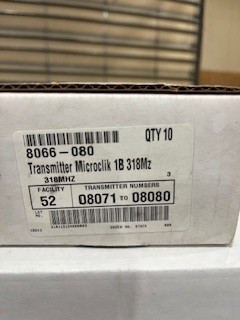 QTY 10
8066-080
Transmitter Microclik 1B 318Mz
318MHZ 3
FACILITY TRANSMITTER NUMBERS
52 08071 TO 08080